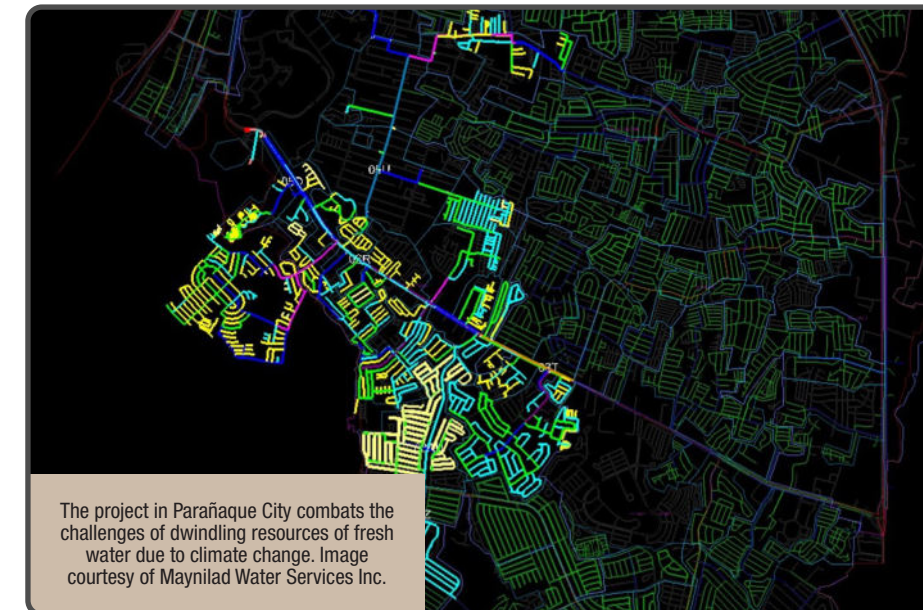 The project in Parañaque City combats the
challenges of dwindling resources of fresh
water due to climate change. Image
courtesy of Maynilad Water Services Inc.